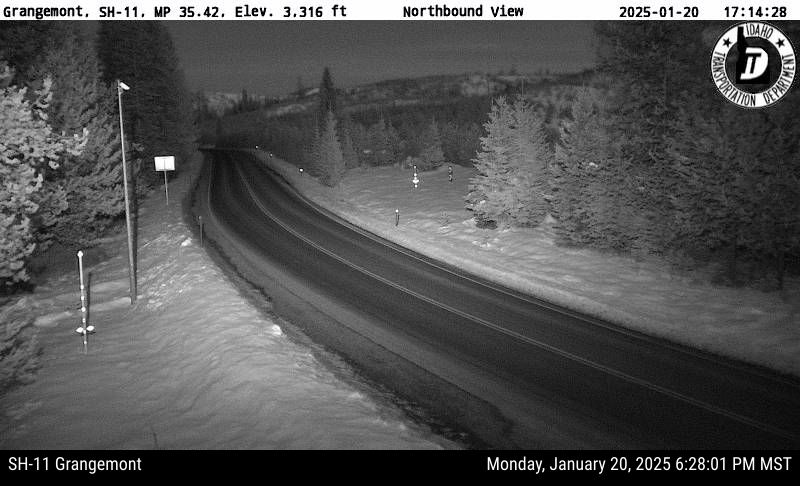 Grangemont, SH-11, MP 35.42, Elev. 3,316 ft Northbound View 2025-01-20 17:14:28
IDAHO
TRANSPORTATION DEPARTMENT
SH-11 Grangemont Monday, January 20, 2025 6:28:01 PM MST